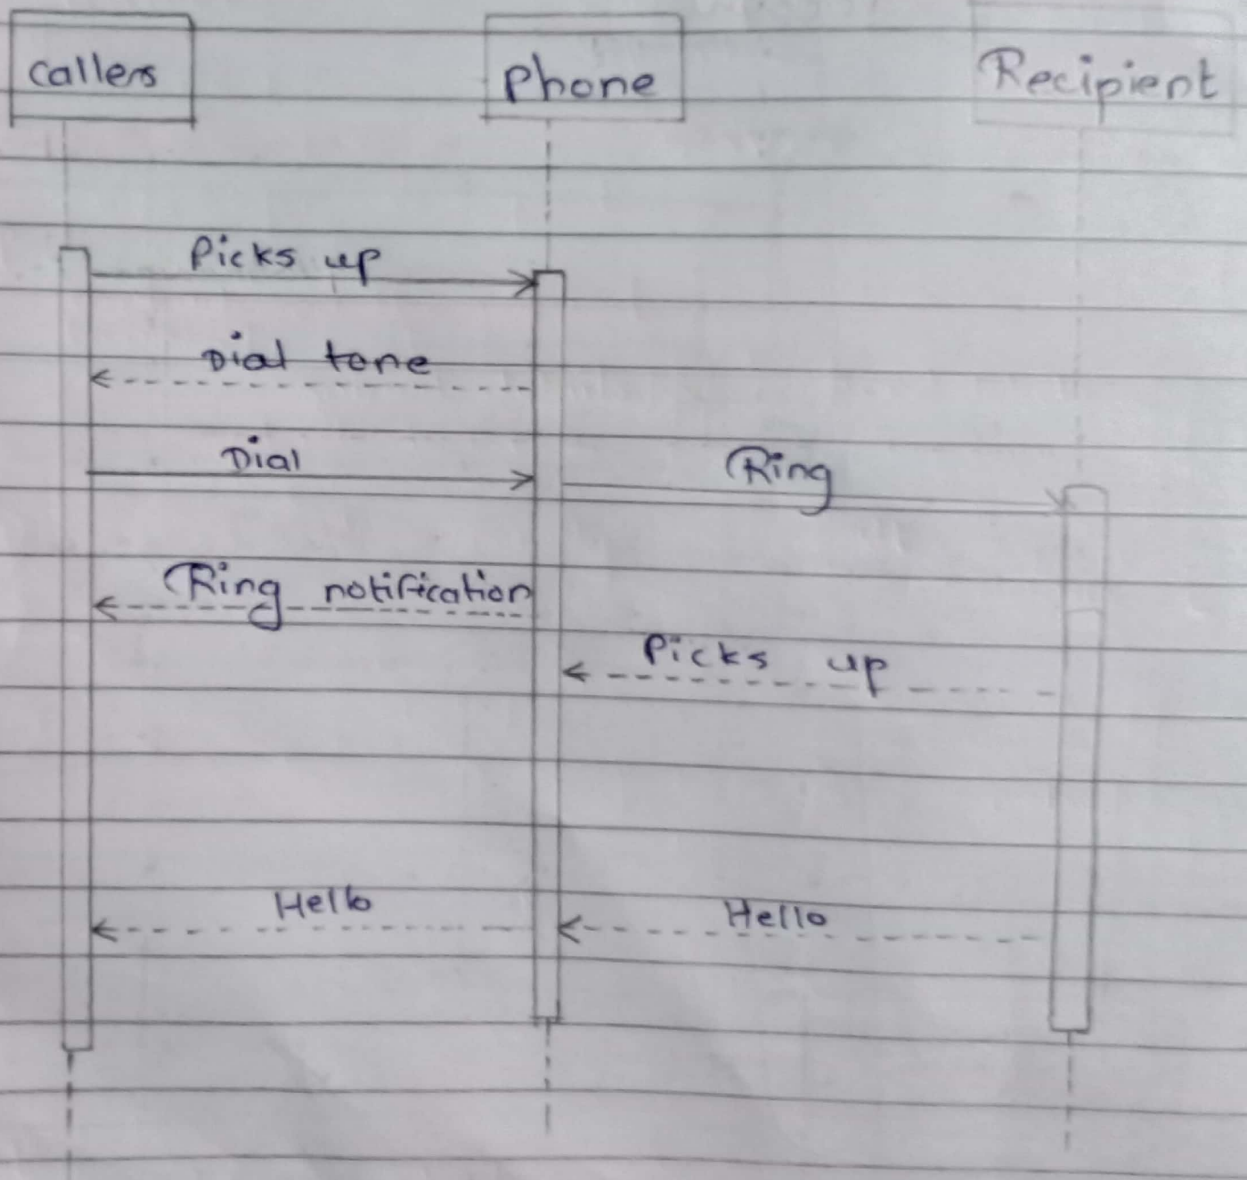 callers Phone Recipient
Picks up
Dial tone
Dial Ring
Ring notification
Picks up
Hello Hello